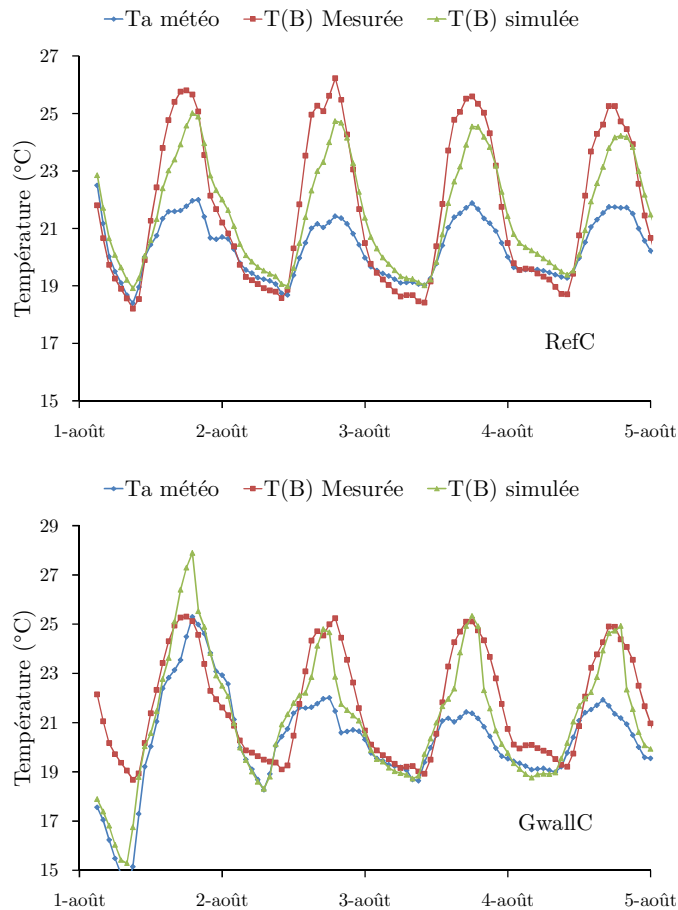 Ta météo T(B) Mesurée T(B) simulée
27
25
23
21
19
17
15
Température (°C)
RefC
1-août 2-août 3-août 4-août 5-août
Ta météo T(B) Mesurée T(B) simulée
29
27
25
23
21
19
17
15
Température (°C)
GwallC
1-août 2-août 3-août 4-août 5-août